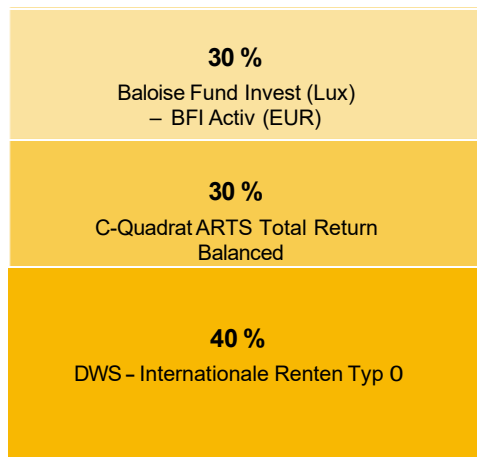 30 %
Baloise Fund Invest (Lux)
– BFI Activ (EUR)
30 %
C-Quadrat ARTS Total Return
Balanced
40 %
DWS – Internationale Renten Typ O